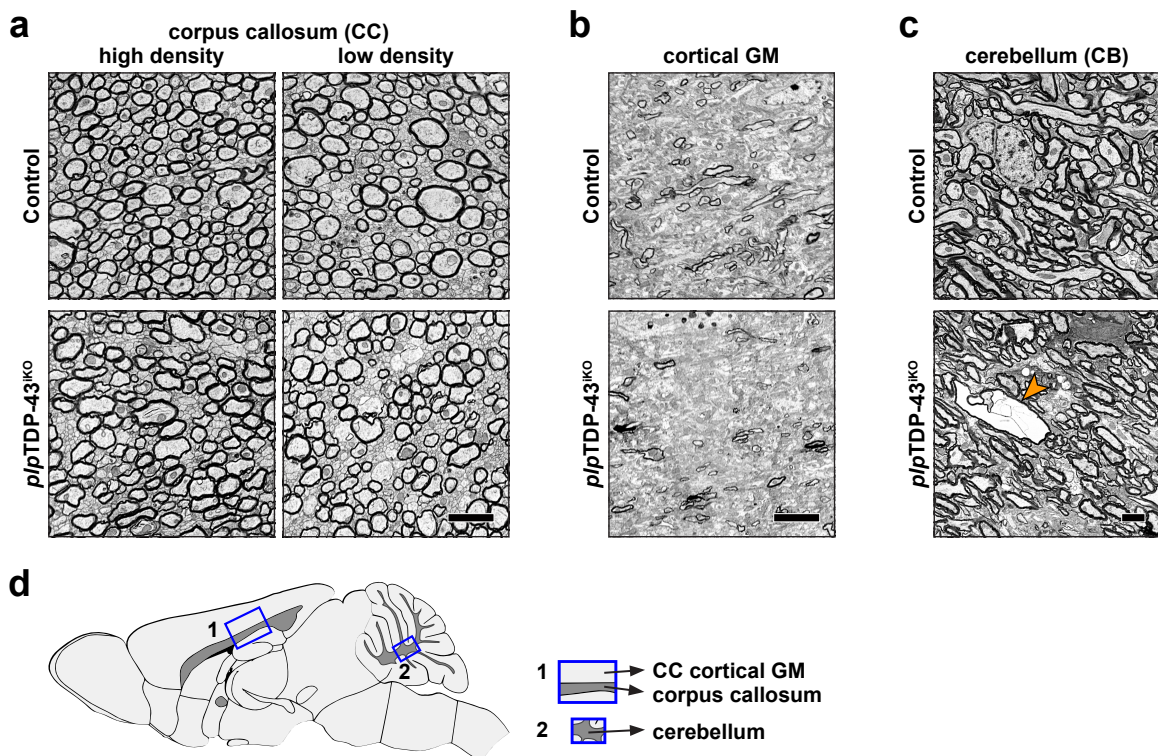 a
corpus callosum (CC)
high density
low density
Control
plpTDP-43iKO
b
cortical GM
Control
plpTDP-43iKO
c
cerebellum (CB)
Control
plpTDP-43iKO
d
1
2
1
CC cortical GM
corpus callosum
2
cerebellum